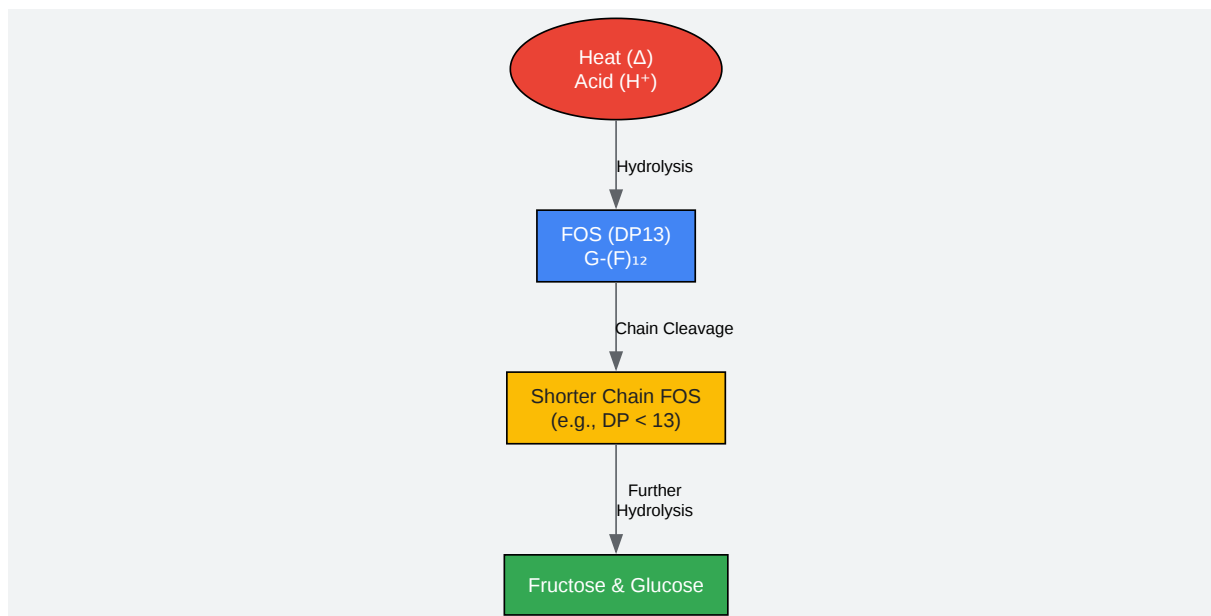 Heat (Δ)
Acid (H⁺)
Hydrolysis
FOS (DP13)
G-(F)₁₂
Chain Cleavage
Shorter Chain FOS
(e.g., DP < 13)
Further
Hydrolysis
Fructose & Glucose